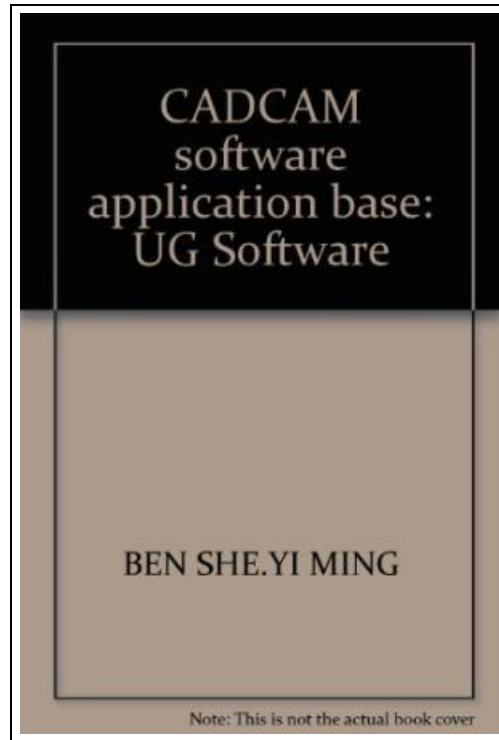 CADCAM
software
application base:
UG Software
BEN SHE.YI MING
Note: This is not the actual book cover